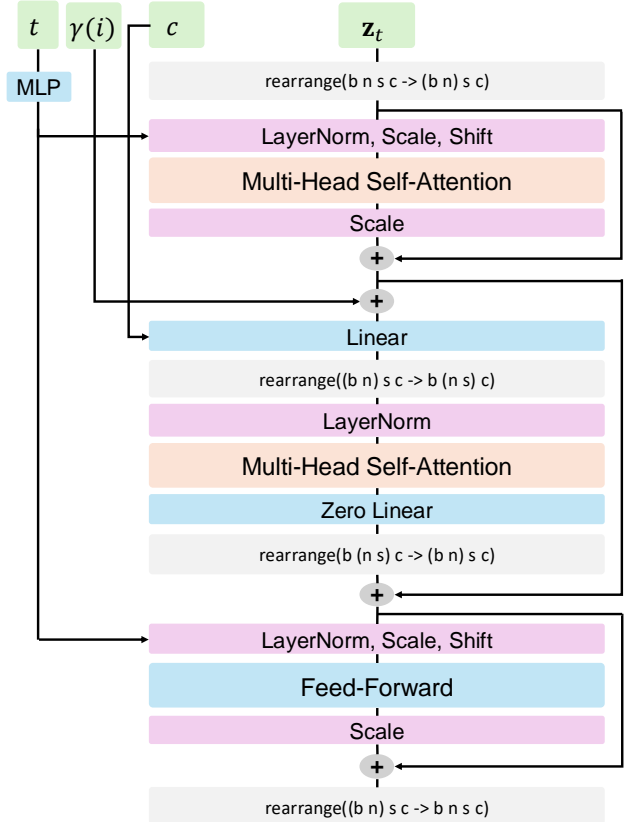 t γ(i) c z_t
MLP
rearrange(b n s c -> (b n) s c)
LayerNorm, Scale, Shift
Multi-Head Self-Attention
Scale
+
+
Linear
rearrange((b n) s c -> b (n s) c)
LayerNorm
Multi-Head Self-Attention
Zero Linear
rearrange(b (n s) c -> (b n) s c)
+
LayerNorm, Scale, Shift
Feed-Forward
Scale
+
rearrange((b n) s c -> b n s c)